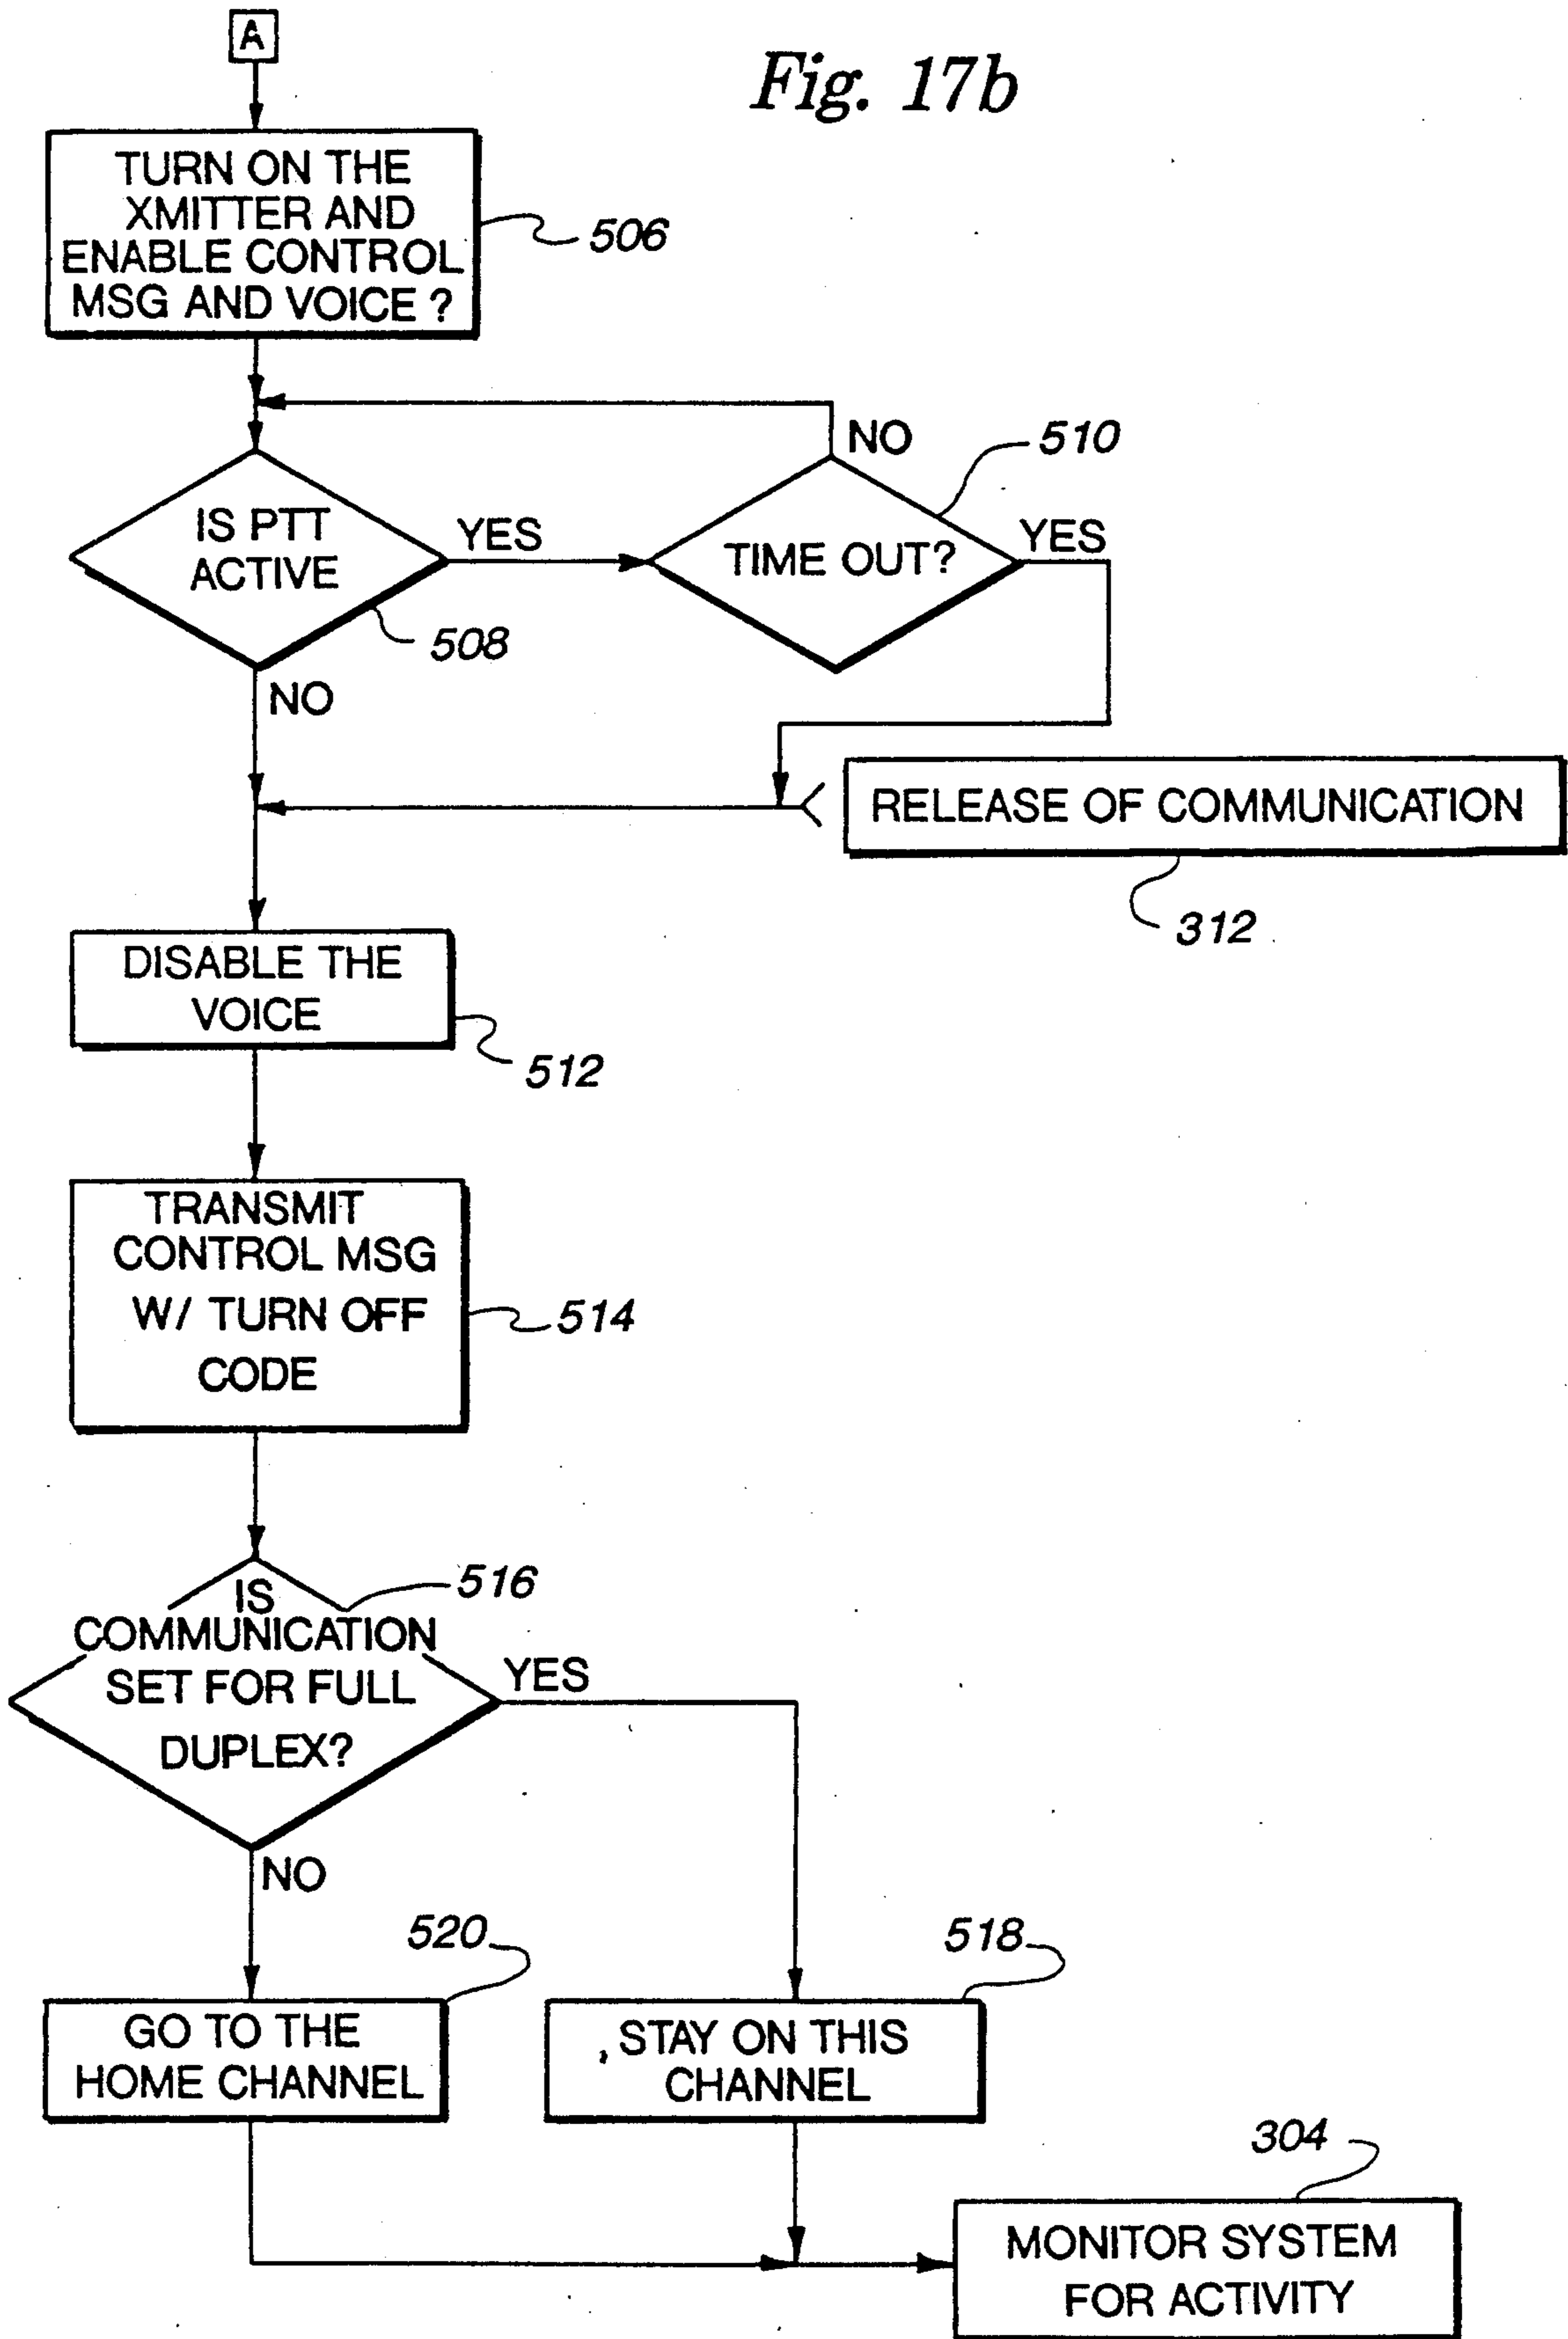 A
Fig. 17b
TURN ON THE
XMITTER AND
ENABLE CONTROL
MSG AND VOICE ?
506
NO
510
IS PTT
ACTIVE
YES
TIME OUT?
YES
508
NO
RELEASE OF COMMUNICATION
312
DISABLE THE
VOICE
512
TRANSMIT
CONTROL MSG
W/ TURN OFF
CODE
514
IS
COMMUNICATION
SET FOR FULL
DUPLEX?
516
YES
NO
520
518
GO TO THE
HOME CHANNEL
STAY ON THIS
CHANNEL
304
MONITOR SYSTEM
FOR ACTIVITY